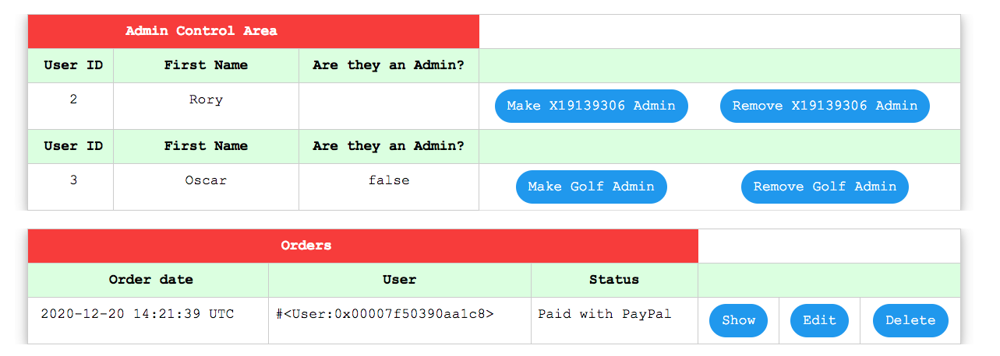 Admin Control Area
User ID First Name Are they an Admin?
2 Rory Make X19139306 Admin Remove X19139306 Admin
User ID First Name Are they an Admin?
3 Oscar false Make Golf Admin Remove Golf Admin
Orders
Order date User Status
2020-12-20 14:21:39 UTC #<User:0x00007f50390aa1c8> Paid with PayPal Show Edit Delete